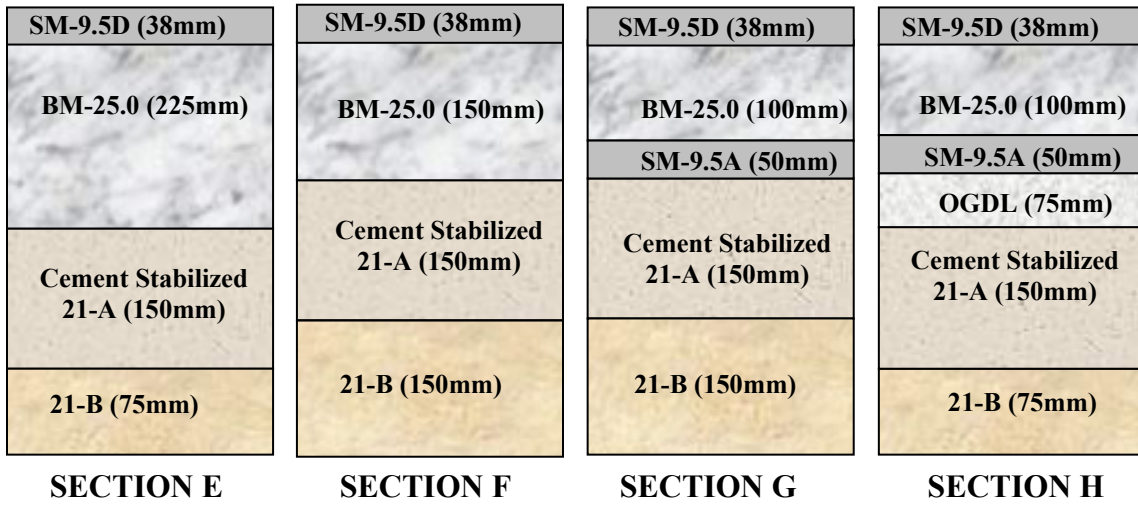 SM-9.5D (38mm)
BM-25.0 (225mm)
Cement Stabilized
21-A (150mm)
21-B (75mm)
SECTION E
SM-9.5D (38mm)
BM-25.0 (150mm)
Cement Stabilized
21-A (150mm)
21-B (150mm)
SECTION F
SM-9.5D (38mm)
BM-25.0 (100mm)
SM-9.5A (50mm)
Cement Stabilized
21-A (150mm)
21-B (150mm)
SECTION G
SM-9.5D (38mm)
BM-25.0 (100mm)
SM-9.5A (50mm)
OGDL (75mm)
Cement Stabilized
21-A (150mm)
21-B (75mm)
SECTION H